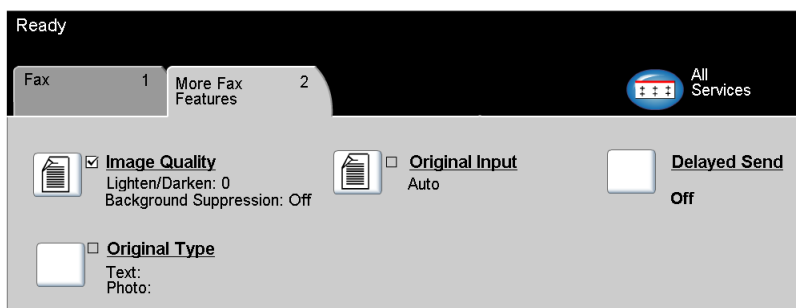 Ready
Fax 1
More Fax 2
Features
All
Services
Image Quality
Lighten/Darken: 0
Background Suppression: Off
Original Input
Auto
Delayed Send
Off
Original Type
Text:
Photo: